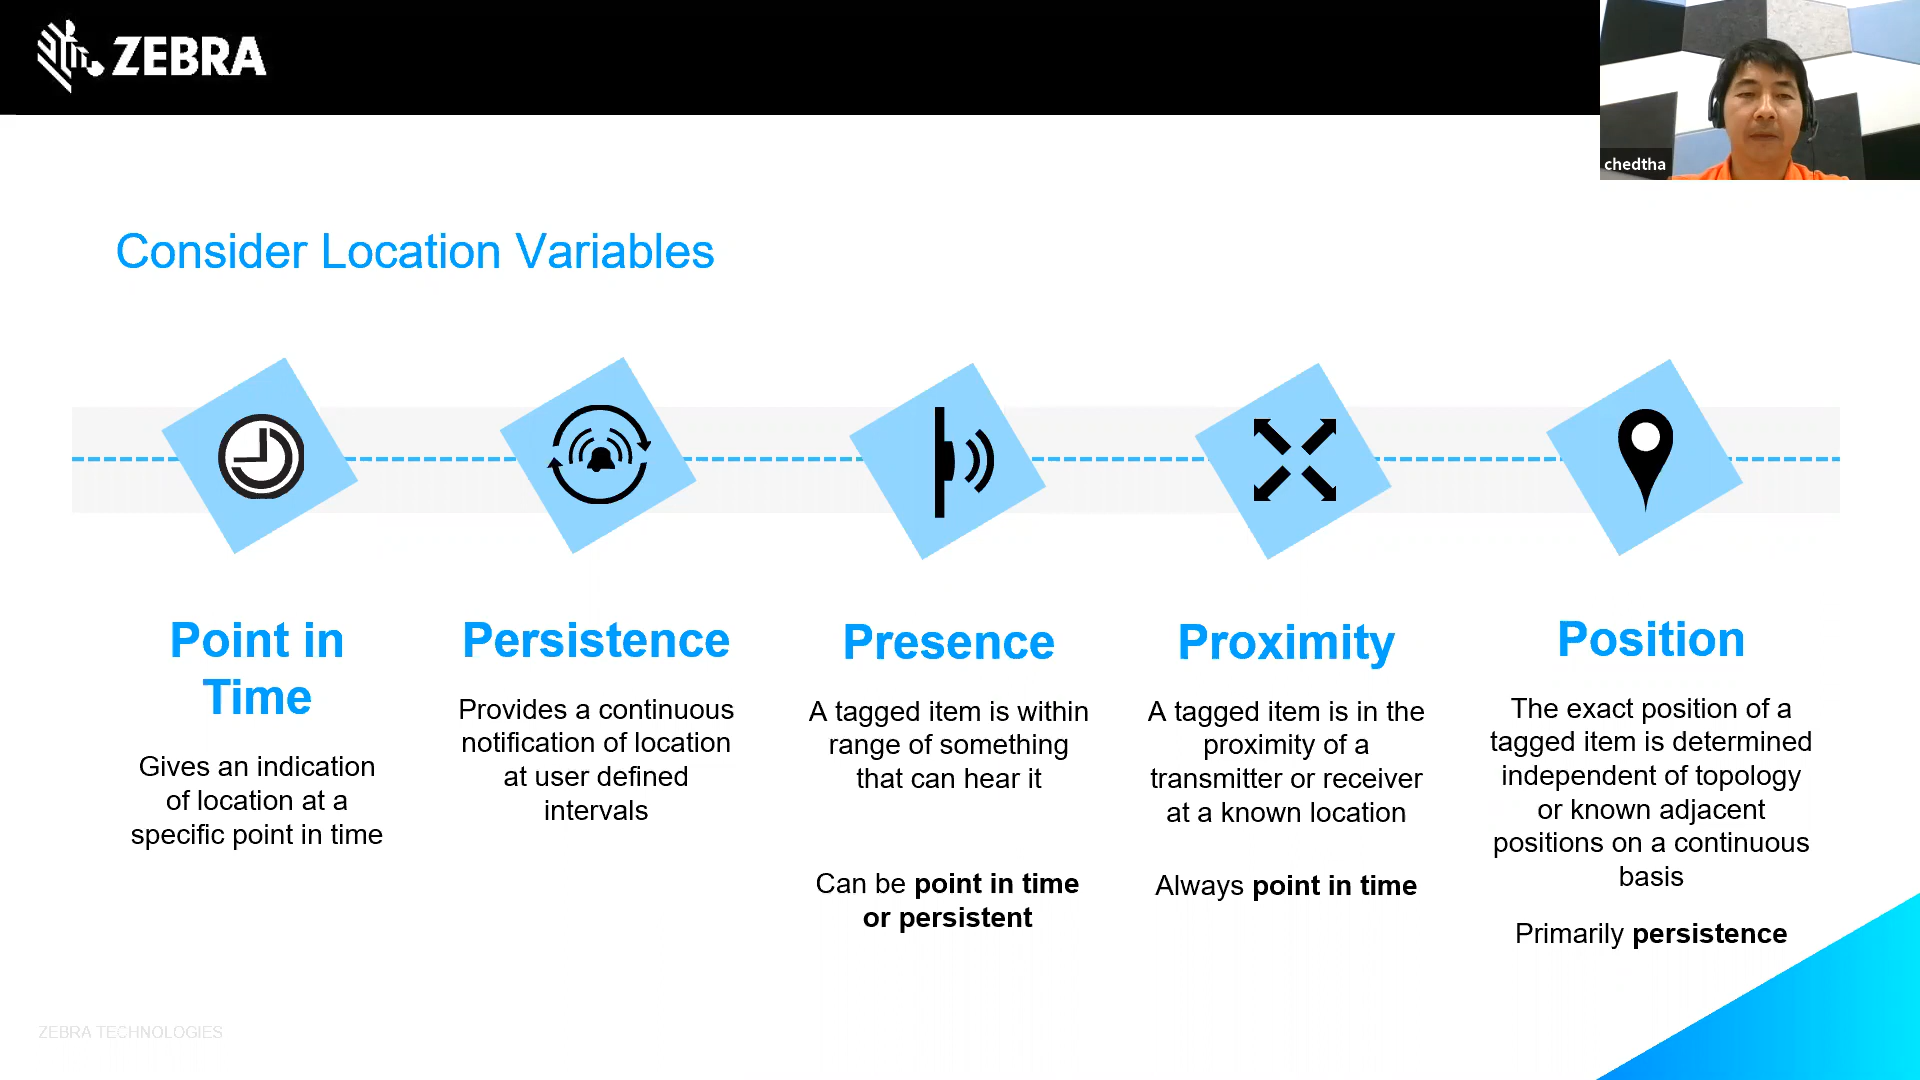 ZEBRA
chedtha
Consider Location Variables
Point in
Time
Gives an indication
of location at a
specific point in time
Persistence
Provides a continuous
notification of location
at user defined
intervals
Presence
A tagged item is within
range of something
that can hear it
Can be point in time
or persistent
Proximity
A tagged item is in the
proximity of a
transmitter or receiver
at a known location
Always point in time
Position
The exact position of a
tagged item is determined
independent of topology
or known adjacent
positions on a continuous
basis
Primarily persistence
ZEBRA TECHNOLOGIES